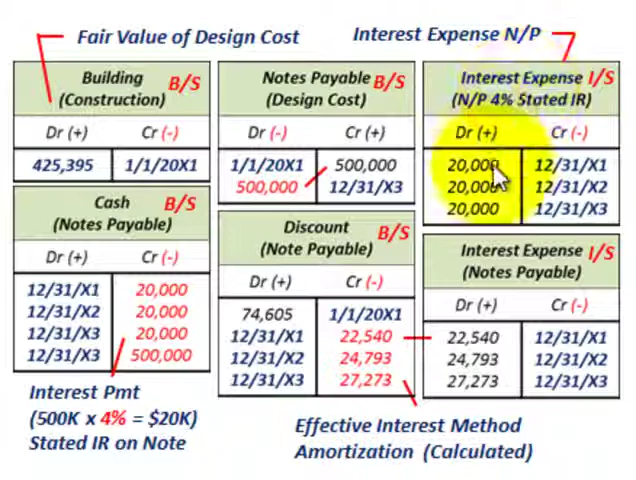 Fair Value of Design Cost
Interest Expense N/P
Building B/S
(Construction)
Dr (+) Cr (-)
425,395 1/1/20X1
Notes Payable B/S
(Design Cost)
Dr (-) Cr (+)
1/1/20X1 500,000
500,000 12/31/X3
Interest Expense I/S
(N/P 4% Stated IR)
Dr (+) Cr (-)
20,000 12/31/X1
20,000 12/31/X2
20,000 12/31/X3
Cash B/S
(Notes Payable)
Dr (+) Cr (-)
12/31/X1 20,000
12/31/X2 20,000
12/31/X3 20,000
12/31/X3 500,000
Discount B/S
(Note Payable)
Dr (+) Cr (-)
74,605 1/1/20X1
12/31/X1 22,540
12/31/X2 24,793
12/31/X3 27,273
Interest Expense I/S
(Notes Payable)
Dr (+) Cr (-)
22,540 12/31/X1
24,793 12/31/X2
27,273 12/31/X3
Interest Pmt
(500K x 4% = $20K)
Stated IR on Note
Effective Interest Method
Amortization (Calculated)